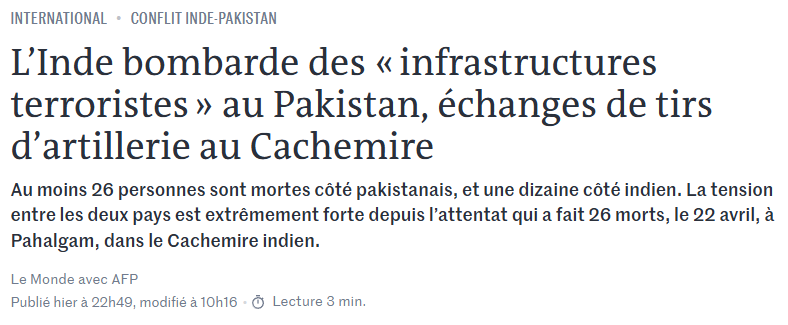 INTERNATIONAL • CONFLIT INDE-PAKISTAN
L’Inde bombarde des « infrastructures
terroristes » au Pakistan, échanges de tirs
d’artillerie au Cachemire
Au moins 26 personnes sont mortes côté pakistanais, et une dizaine côté indien. La tension
entre les deux pays est extrêmement forte depuis l’attentat qui a fait 26 morts, le 22 avril, à
Pahalgam, dans le Cachemire indien.
Le Monde avec AFP
Publié hier à 22h49, modifié à 10h16 • Lecture 3 min.